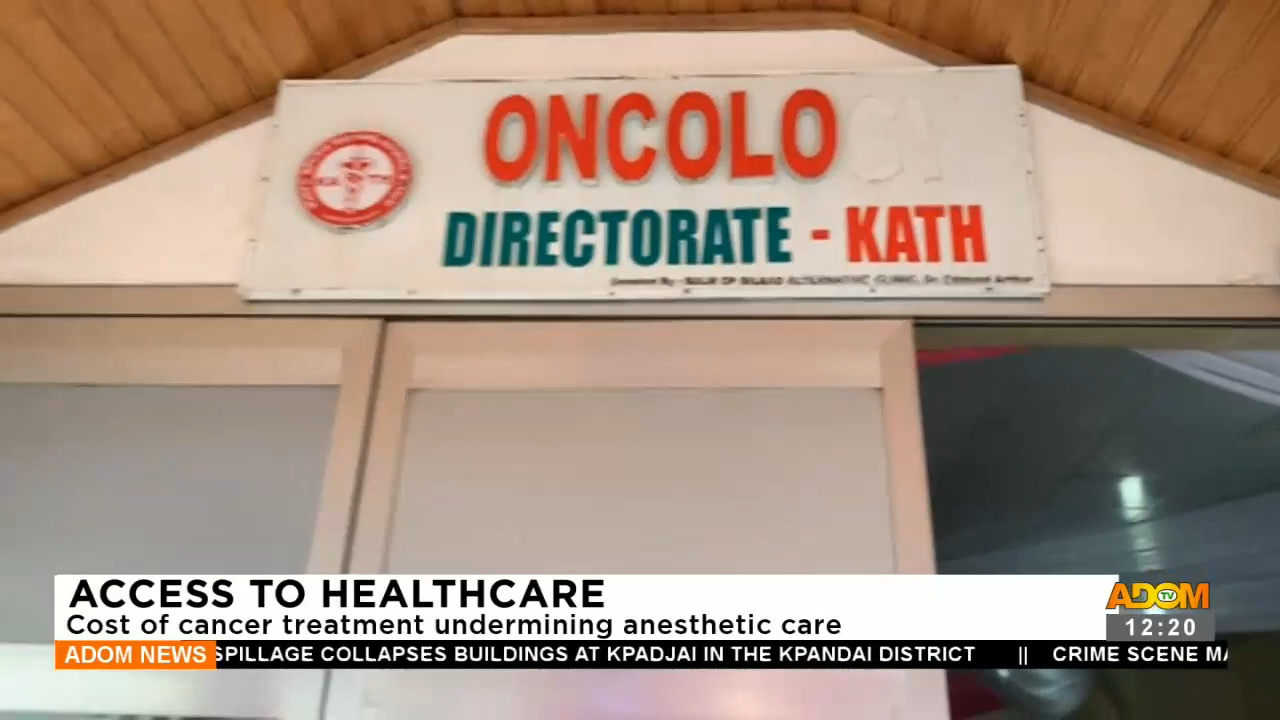 ONCOLO
DIRECTORATE - KATH
ACCESS TO HEALTHCARE
Cost of cancer treatment undermining anesthetic care
ADOM TV
12:20
ADOM NEWS
SPILLAGE COLLAPSES BUILDINGS AT KPADJAI IN THE KPANDAI DISTRICT || CRIME SCENE MA